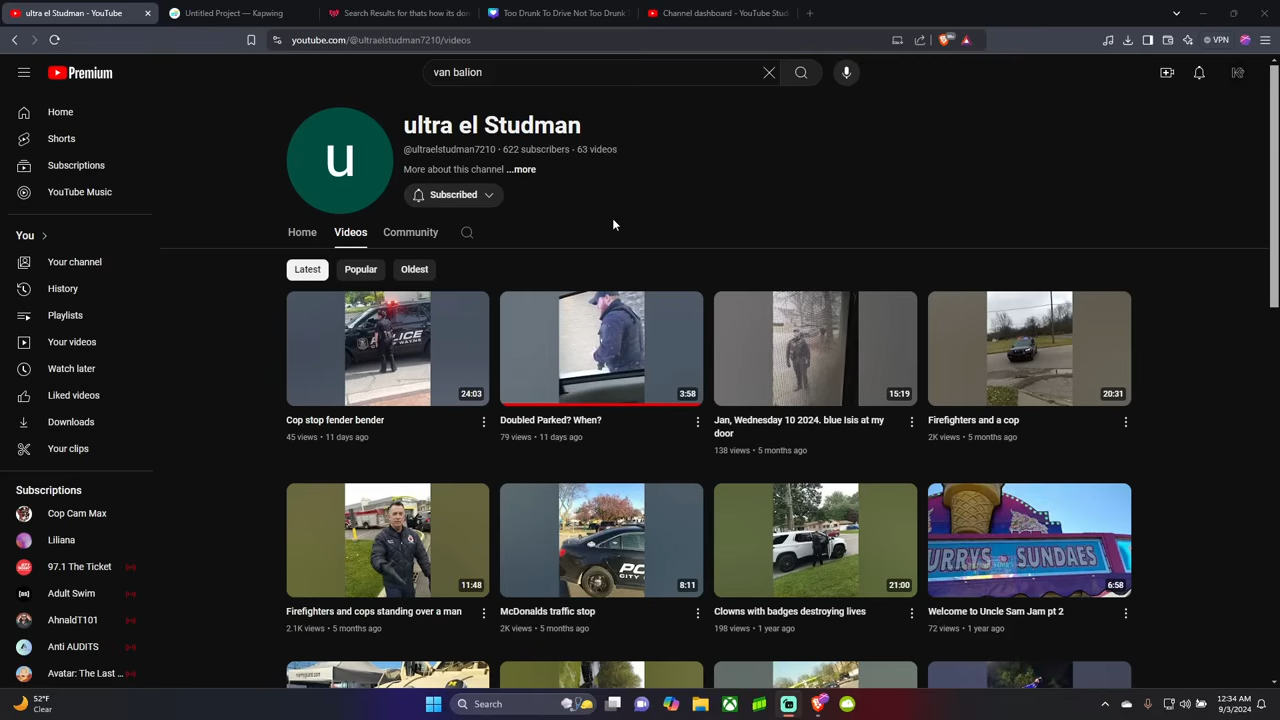 ultra el Studman - YouTube
Untitled Project — Kapwing
Search Results for thats how its don
Too Drunk To Drive Not Too Drunk
Channel dashboard - YouTube Stud
youtube.com/@ultraelstudman7210/videos
VPN
Premium
van balion
Home
Shorts
Subscriptions
YouTube Music
You
Your channel
History
Playlists
Your videos
Watch later
Liked videos
Downloads
Your clips
Subscriptions
Cop Cam Max
Liliana
97.1 The Ticket
Adult Swim
AhnaldT101
Anti AUDITS
Avatar: The Last ...
u
ultra el Studman
@ultraelstudman7210 · 622 subscribers · 63 videos
More about this channel ...more
Subscribed
Home Videos Community
Latest Popular Oldest
24:03
Cop stop fender bender
45 views · 11 days ago
3:58
Doubled Parked? When?
79 views · 11 days ago
15:19
Jan, Wednesday 10 2024. blue Isis at my
door
138 views · 5 months ago
20:31
Firefighters and a cop
2K views · 5 months ago
11:48
Firefighters and cops standing over a man
2.1K views · 5 months ago
8:11
McDonalds traffic stop
2K views · 5 months ago
21:00
Clowns with badges destroying lives
198 views · 1 year ago
URRYS SUNDAES
6:58
Welcome to Uncle Sam Jam pt 2
72 views · 1 year ago
52°F
Clear
Search
12:34 AM
9/3/2024